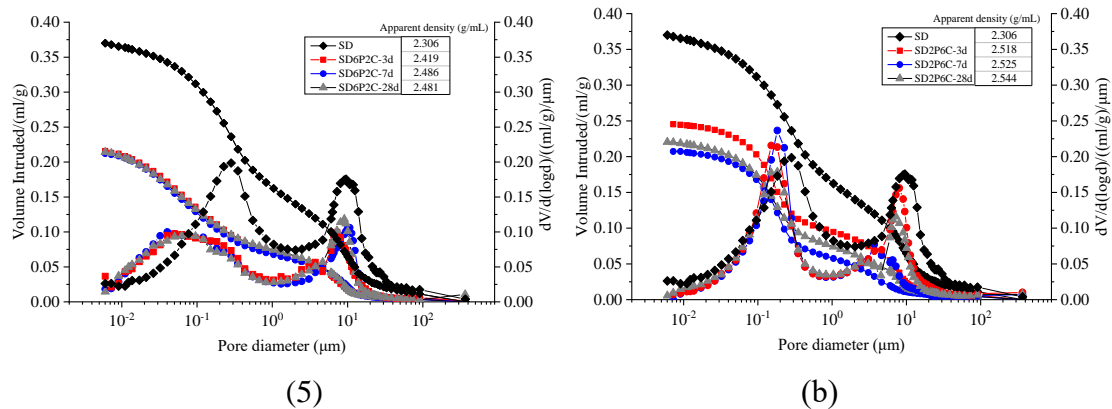 Apparent density (g/mL)
SD 2.306
SD6P2C-3d 2.419
SD6P2C-7d 2.486
SD6P2C-28d 2.481
0.40
0.35
0.30
0.25
0.20
0.15
0.10
0.05
0.00
Volume Intruded/(ml/g)
0.40
0.35
0.30
0.25
0.20
0.15
0.10
0.05
0.00
dV/d(logd)/((ml/g)/μm)
10⁻² 10⁻¹ 10⁰ 10¹ 10²
Pore diameter (μm)
(5)
Apparent density (g/mL)
SD 2.306
SD2P6C-3d 2.518
SD2P6C-7d 2.525
SD2P6C-28d 2.544
0.40
0.35
0.30
0.25
0.20
0.15
0.10
0.05
0.00
Volume Intruded/(ml/g)
0.40
0.35
0.30
0.25
0.20
0.15
0.10
0.05
0.00
dV/d(logd)/((ml/g)/μm)
10⁻² 10⁻¹ 10⁰ 10¹ 10²
Pore diameter (μm)
(b)